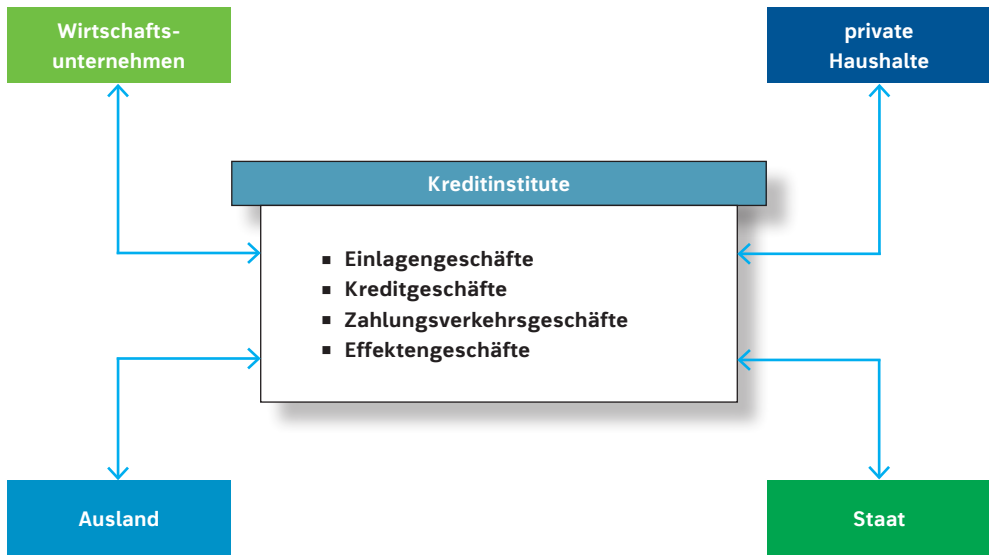 Wirtschafts-
unternehmen
private
Haushalte
Kreditinstitute
▪ Einlagengeschäfte
▪ Kreditgeschäfte
▪ Zahlungsverkehrsgeschäfte
▪ Effektengeschäfte
Ausland
Staat